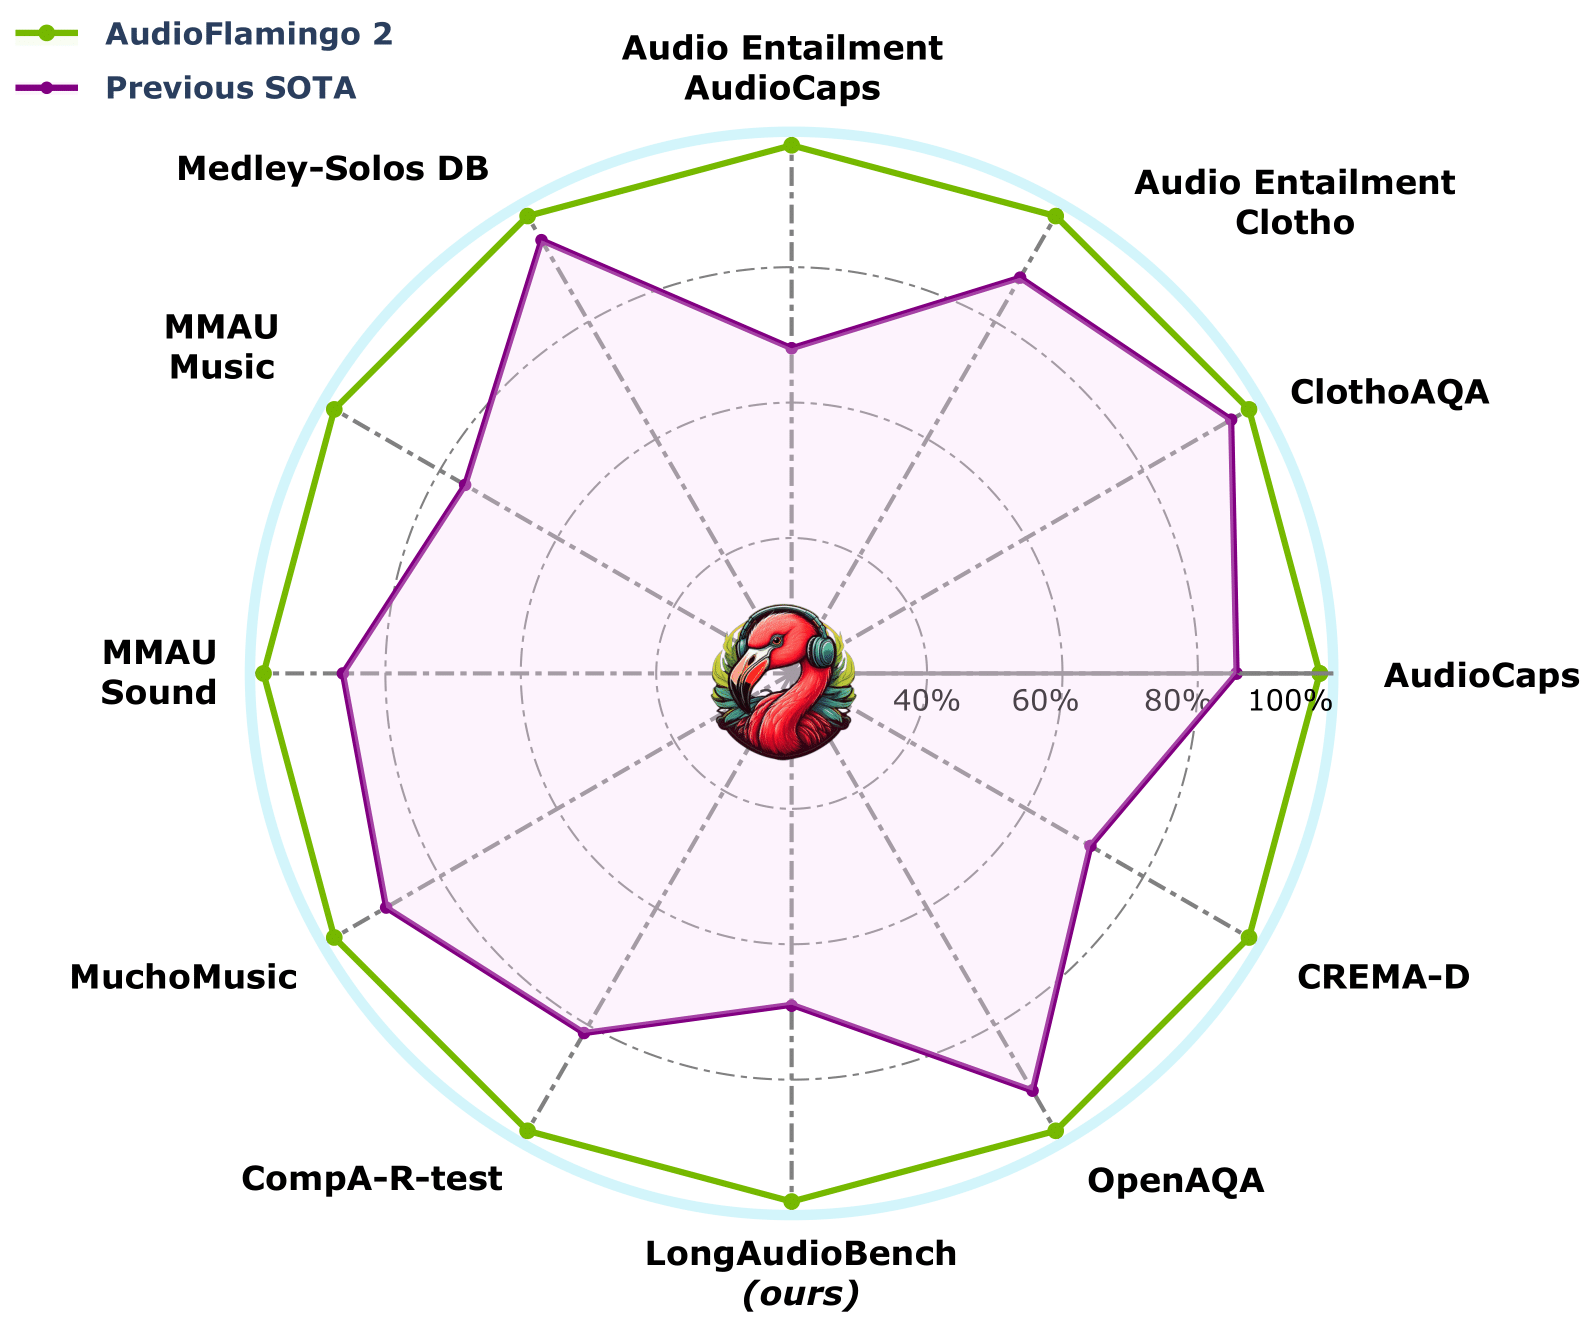 AudioFlamingo 2
Previous SOTA
Audio Entailment
AudioCaps
Medley-Solos DB
Audio Entailment
Clotho
MMAU
Music
ClothoAQA
MMAU
Sound
AudioCaps
40% 60% 80% 100%
MuchoMusic
CREMA-D
CompA-R-test
OpenAQA
LongAudioBench
(ours)